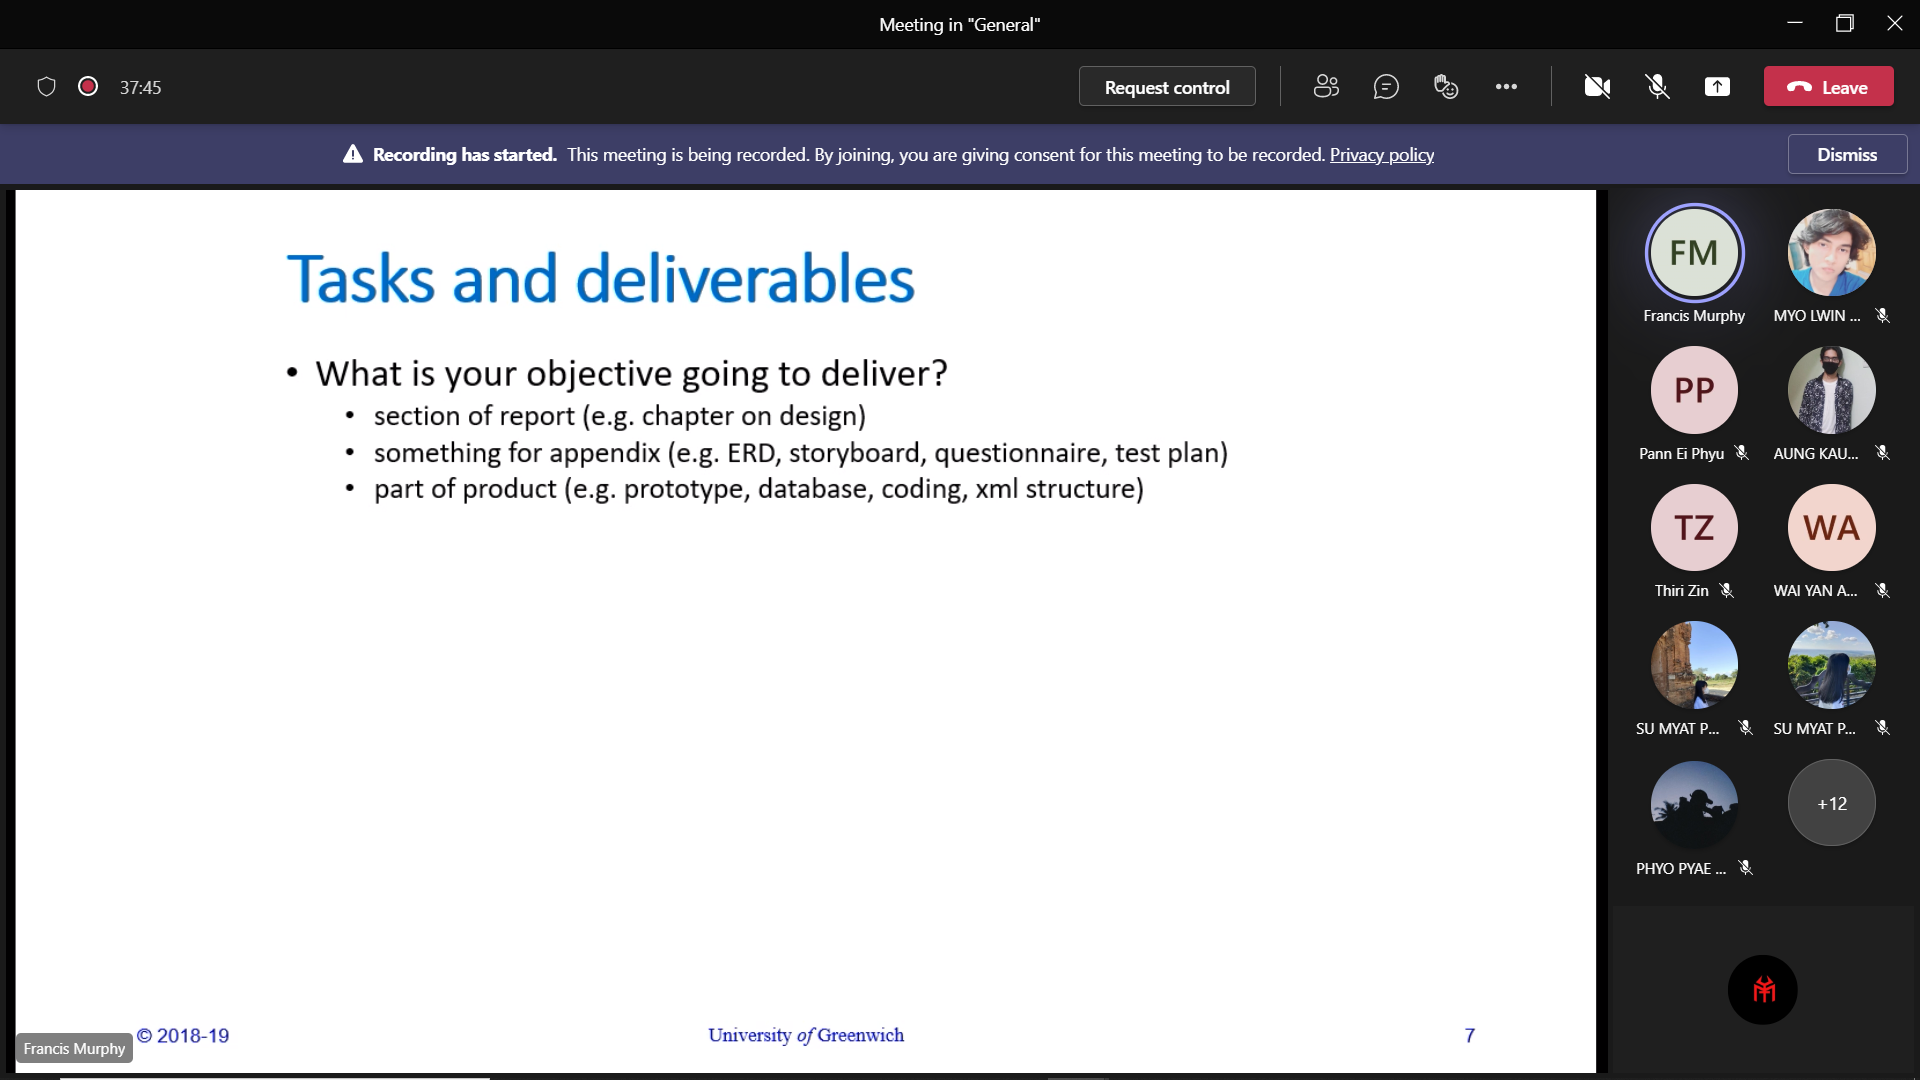 Meeting in "General"
37:45
Request control
Leave
Recording has started. This meeting is being recorded. By joining, you are giving consent for this meeting to be recorded. Privacy policy
Dismiss
Tasks and deliverables
• What is your objective going to deliver?
• section of report (e.g. chapter on design)
• something for appendix (e.g. ERD, storyboard, questionnaire, test plan)
• part of product (e.g. prototype, database, coding, xml structure)
© 2018-19
University of Greenwich
7
Francis Murphy
FM
Francis Murphy
MYO LWIN ...
PP
Pann Ei Phyu
AUNG KAU...
TZ
Thiri Zin
WA
WAI YAN A...
SU MYAT P...
SU MYAT P...
PHYO PYAE ...
+12